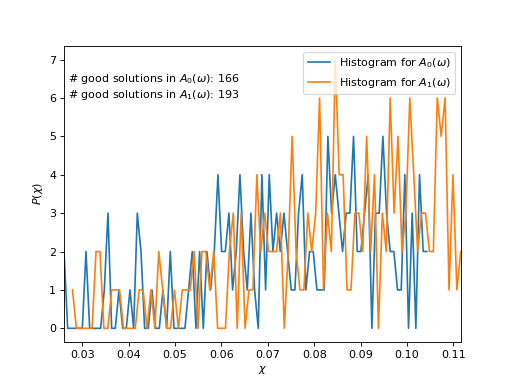 7
6
5
4
3
2
1
0
P(χ)
# good solutions in A₀(ω): 166
# good solutions in A₁(ω): 193
Histogram for A₀(ω)
Histogram for A₁(ω)
0.03 0.04 0.05 0.06 0.07 0.08 0.09 0.10 0.11
χ